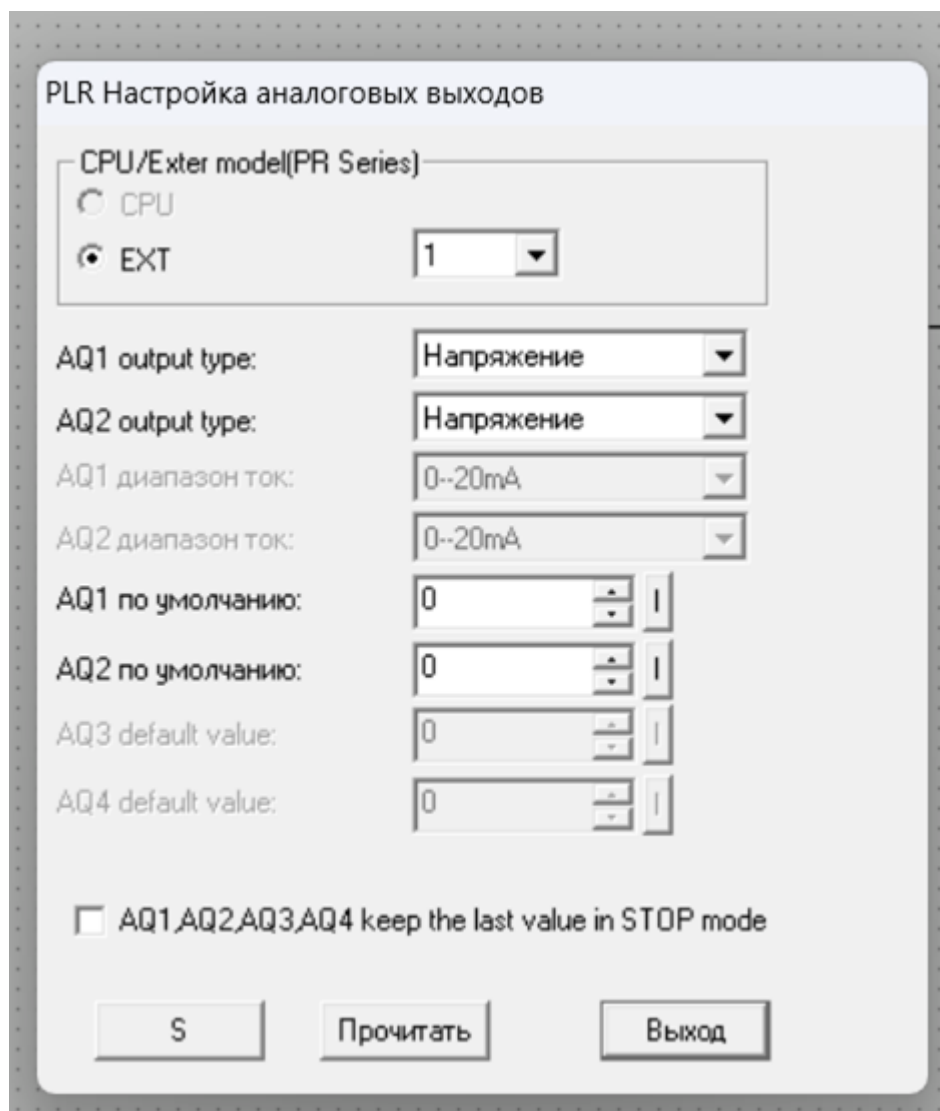 PLR Настройка аналоговых выходов
CPU/Exter model(PR Series)
CPU
EXT 1
AQ1 output type: Напряжение
AQ2 output type: Напряжение
AQ1 диапазон ток: 0--20mA
AQ2 диапазон ток: 0--20mA
AQ1 по умолчанию: 0 I
AQ2 по умолчанию: 0 I
AQ3 default value: 0 I
AQ4 default value: 0 I
AQ1,AQ2,AQ3,AQ4 keep the last value in STOP mode
S Прочитать Выход